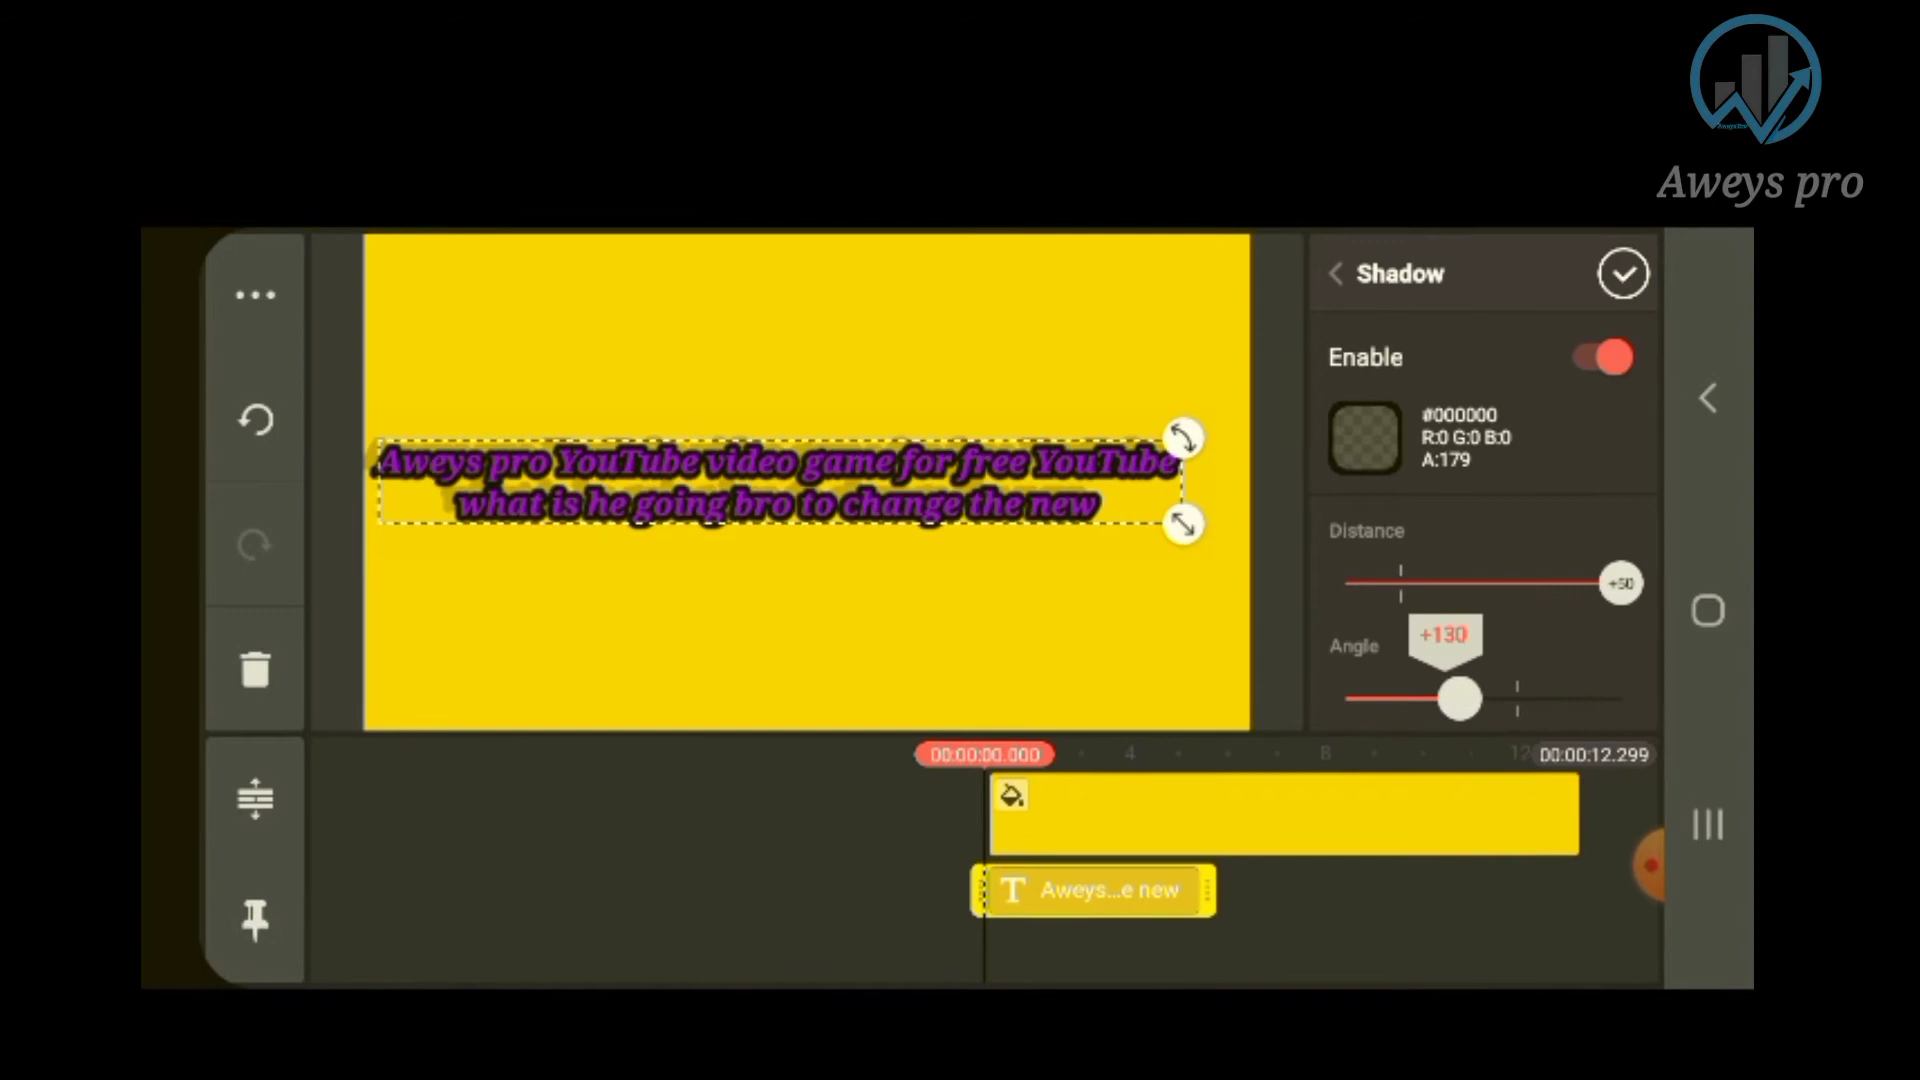 Aweys pro
Shadow
Enable
#000000
R:0 G:0 B:0
A:179
Aweys pro YouTube video game for free YouTube
what is he going bro to change the new
Distance
+50
Angle
+130
00:00:00.000
4
8
12
00:00:12.299
T
Aweys...e new